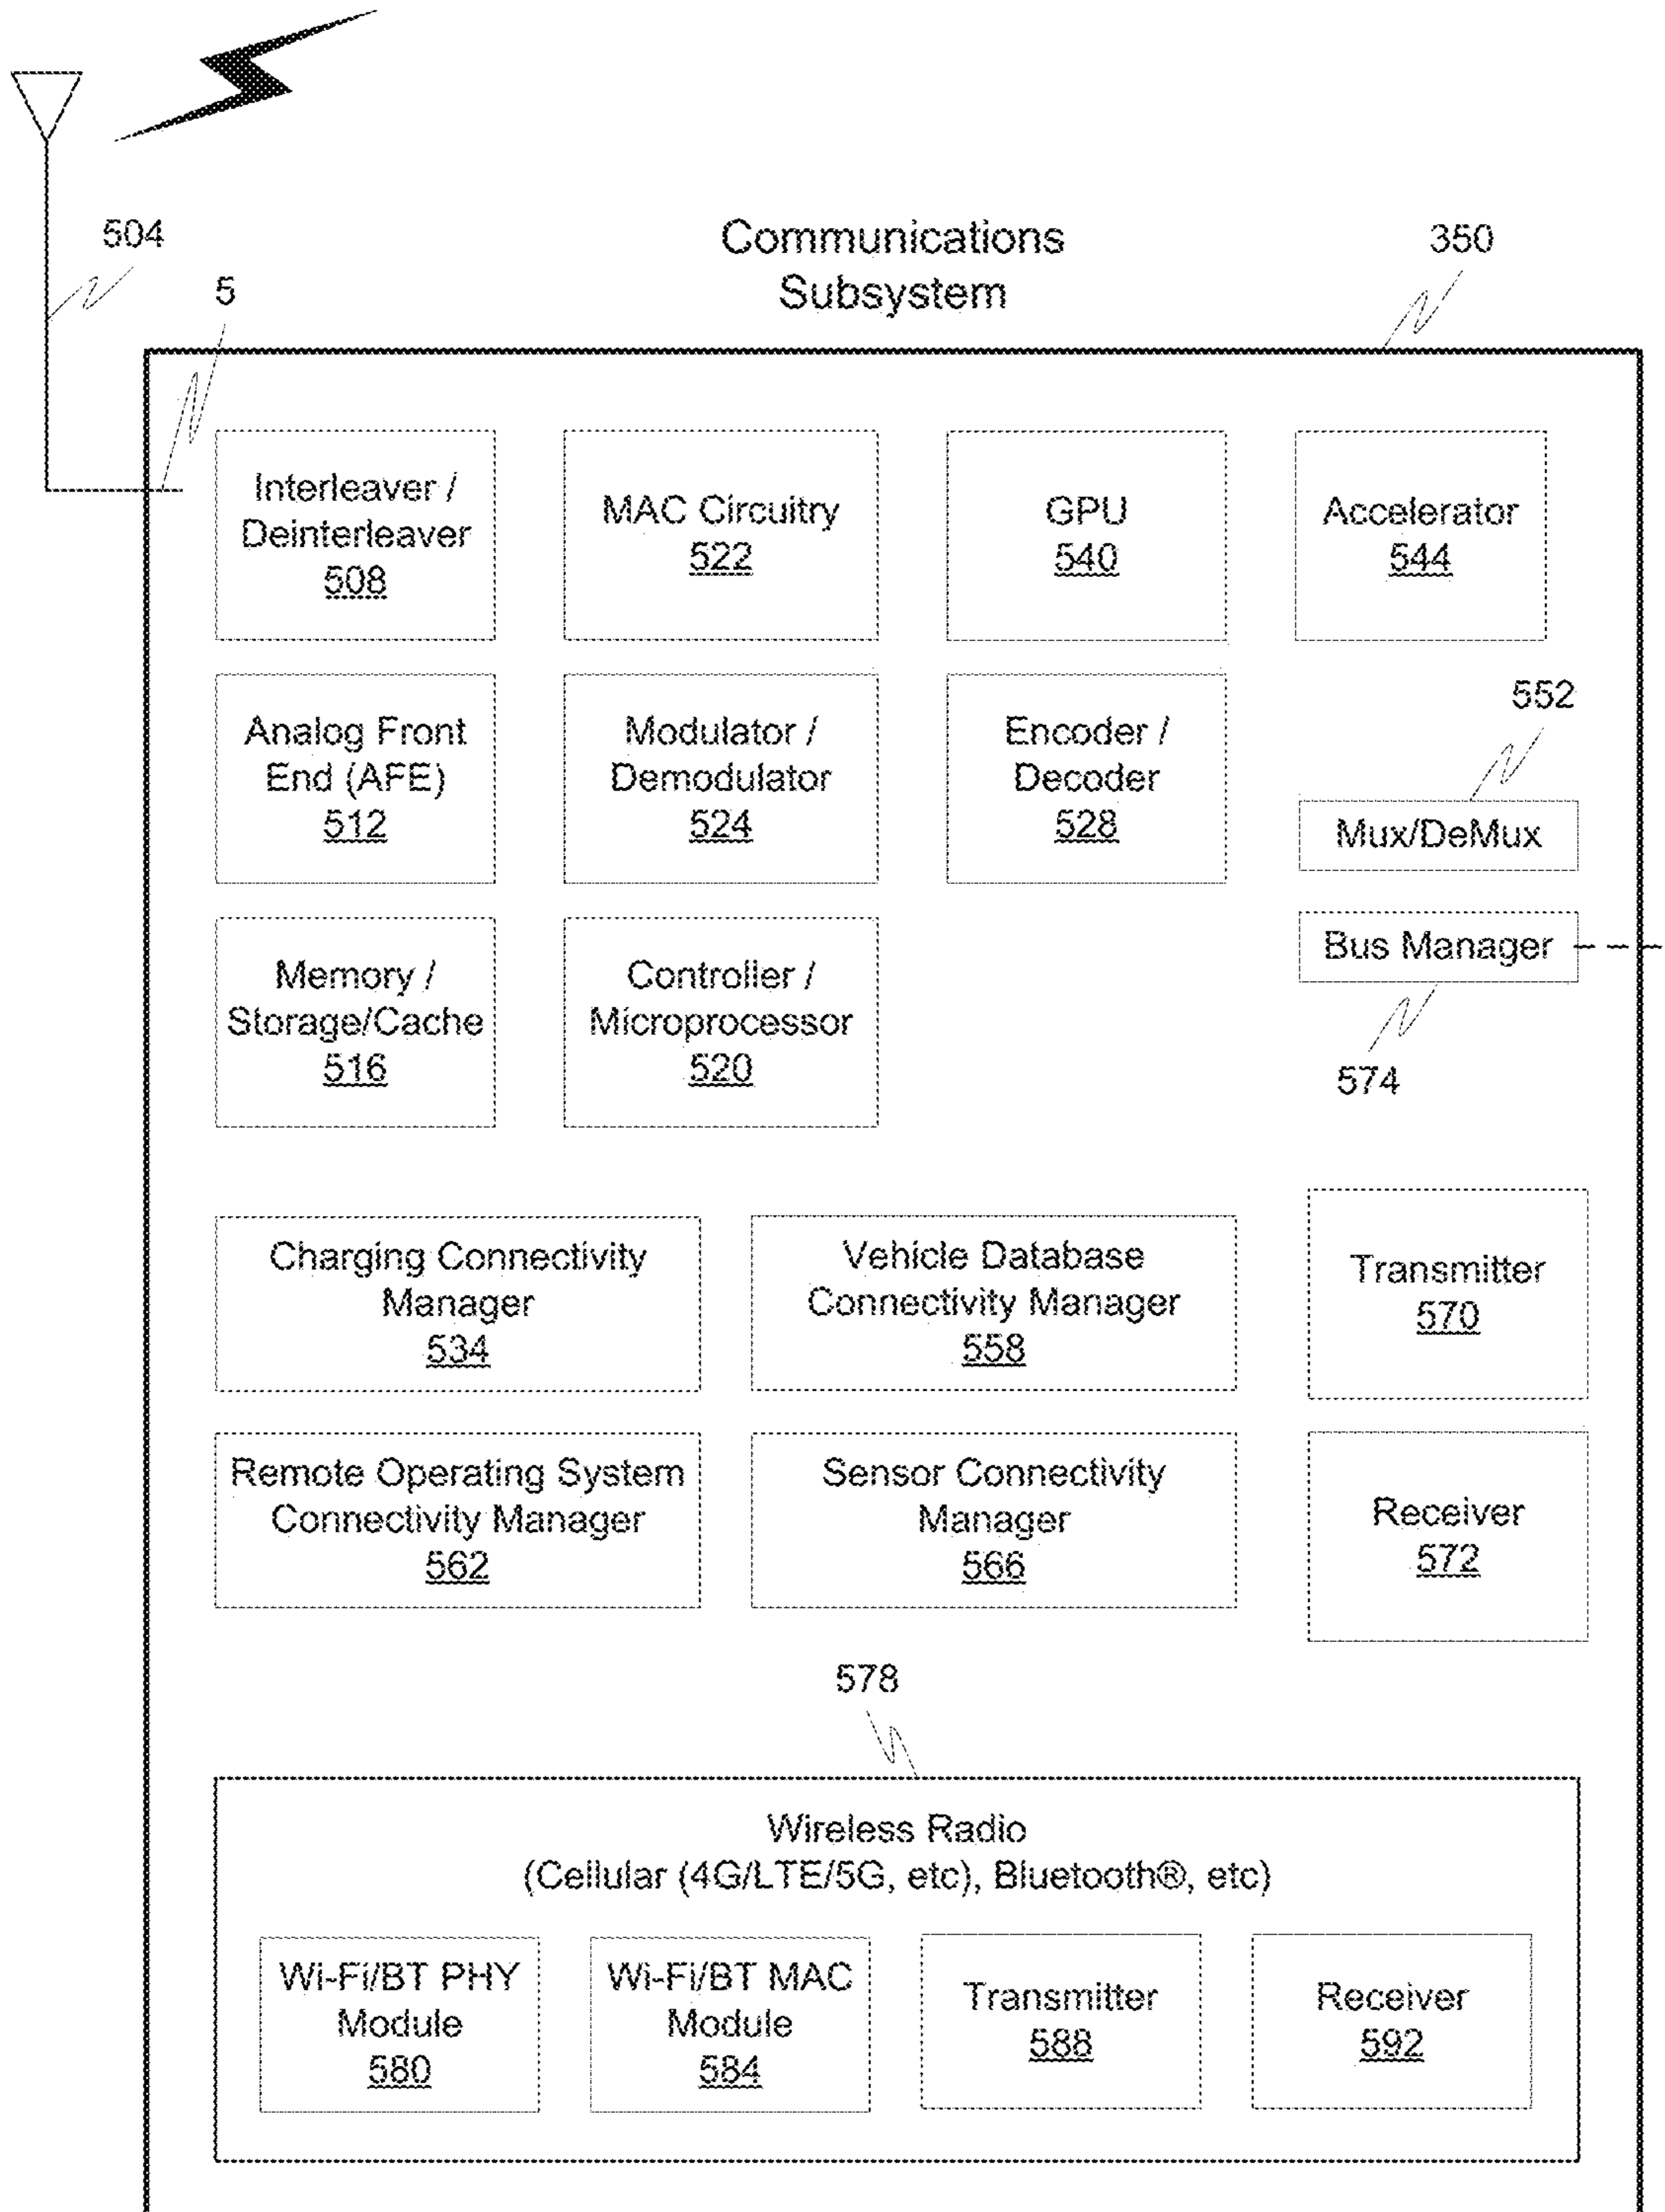 504
5
Communications
Subsystem
350
Interleaver /
Deinterleaver
508
MAC Circuitry
522
GPU
540
Accelerator
544
Analog Front
End (AFE)
512
Modulator /
Demodulator
524
Encoder /
Decoder
528
552
Mux/DeMux
Bus Manager
574
Memory /
Storage/Cache
516
Controller /
Microprocessor
520
Charging Connectivity
Manager
534
Vehicle Database
Connectivity Manager
558
Transmitter
570
Remote Operating System
Connectivity Manager
562
Sensor Connectivity
Manager
566
Receiver
572
578
Wireless Radio
(Cellular (4G/LTE/5G, etc), Bluetooth®, etc)
Wi-Fi/BT PHY
Module
580
Wi-Fi/BT MAC
Module
584
Transmitter
588
Receiver
592